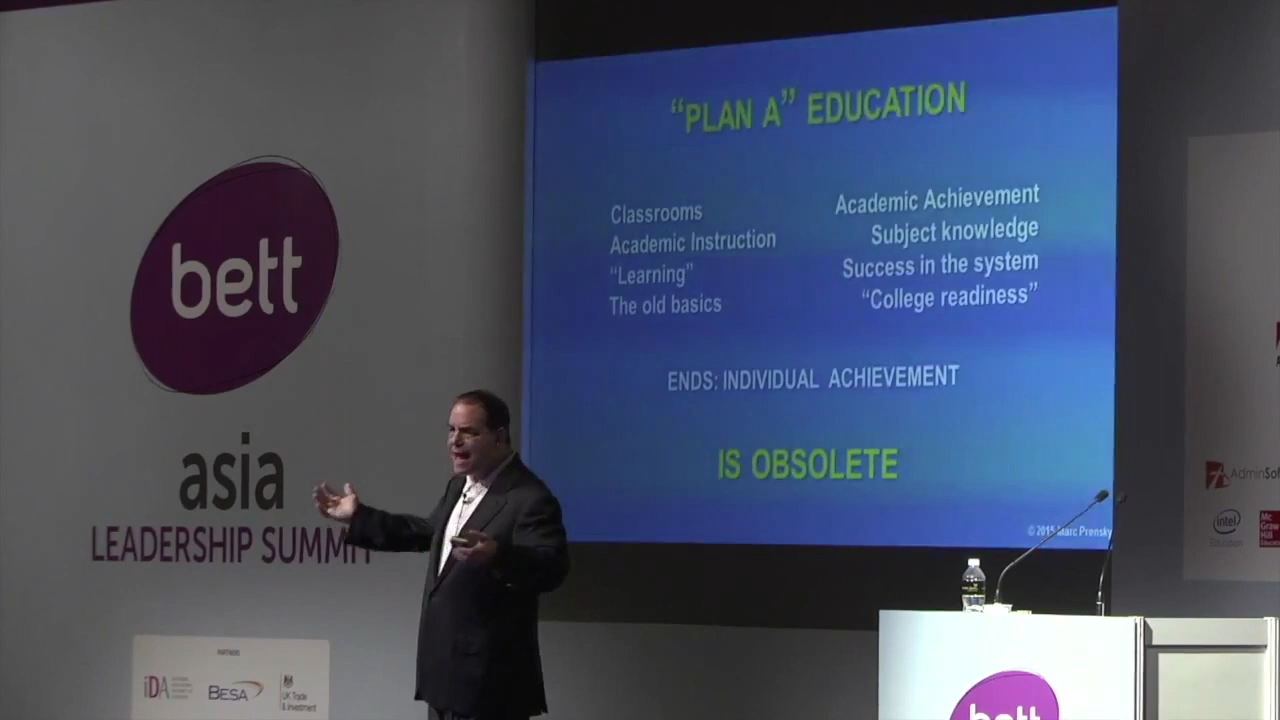 bett
asia
LEADERSHIP SUMMIT
PARTNERS
iDA
BESA
UK Trade
& Investment
“PLAN A” EDUCATION
Classrooms
Academic Instruction
“Learning”
The old basics
Academic Achievement
Subject knowledge
Success in the system
“College readiness”
ENDS: INDIVIDUAL ACHIEVEMENT
IS OBSOLETE
© 2015 Marc Prensky
AdminSof
intel
Education
Mc
Graw
Hill
Education
bett